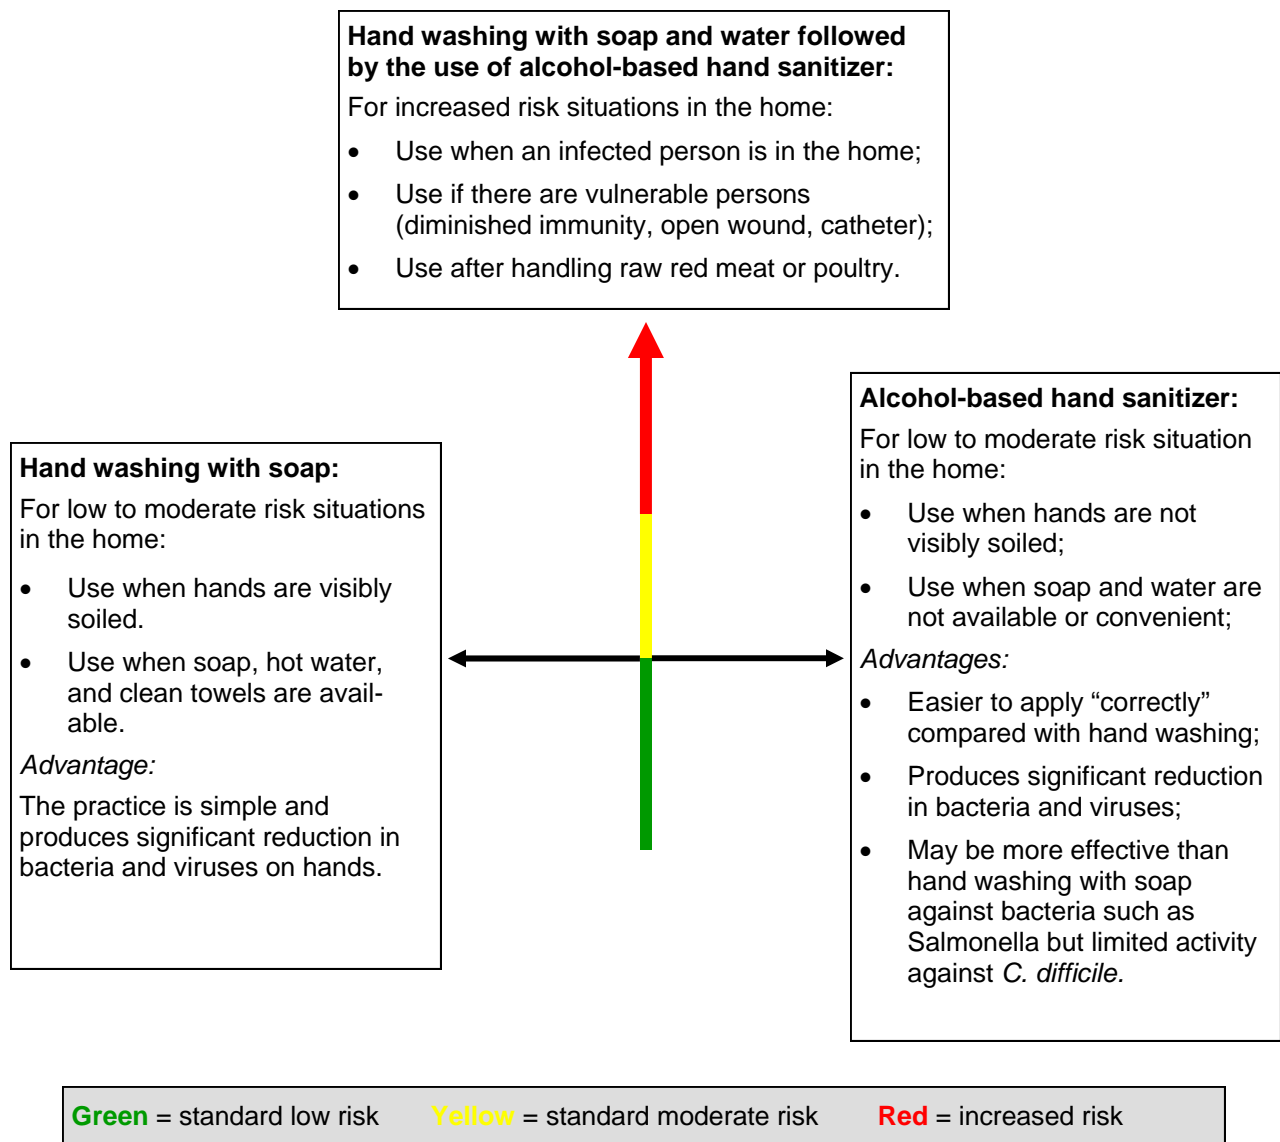 Hand washing with soap and water followed
by the use of alcohol-based hand sanitizer:
For increased risk situations in the home:
• Use when an infected person is in the home;
• Use if there are vulnerable persons
(diminished immunity, open wound, catheter);
• Use after handling raw red meat or poultry.
Hand washing with soap:
For low to moderate risk situations
in the home:
• Use when hands are visibly
soiled.
• Use when soap, hot water,
and clean towels are avail-
able.
Advantage:
The practice is simple and
produces significant reduction in
bacteria and viruses on hands.
Alcohol-based hand sanitizer:
For low to moderate risk situation
in the home:
• Use when hands are not
visibly soiled;
• Use when soap and water are
not available or convenient;
Advantages:
• Easier to apply “correctly”
compared with hand washing;
• Produces significant reduction
in bacteria and viruses;
• May be more effective than
hand washing with soap
against bacteria such as
Salmonella but limited activity
against C. difficile.
Green = standard low risk Yellow = standard moderate risk Red = increased risk